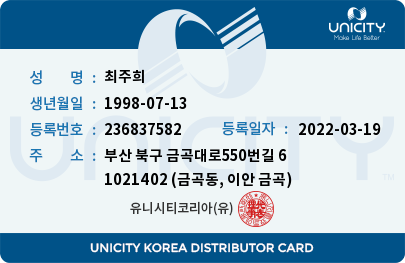 UNICITY
Make Life Better
성 명 : 최주희
생년월일 : 1998-07-13
등록번호 : 236837582 등록일자 : 2022-03-19
주 소 : 부산 북구 금곡대로550번길 6
1021402 (금곡동, 이안 금곡)
유니시티코리아(유)
UNICITY
UNICITY KOREA DISTRIBUTOR CARD